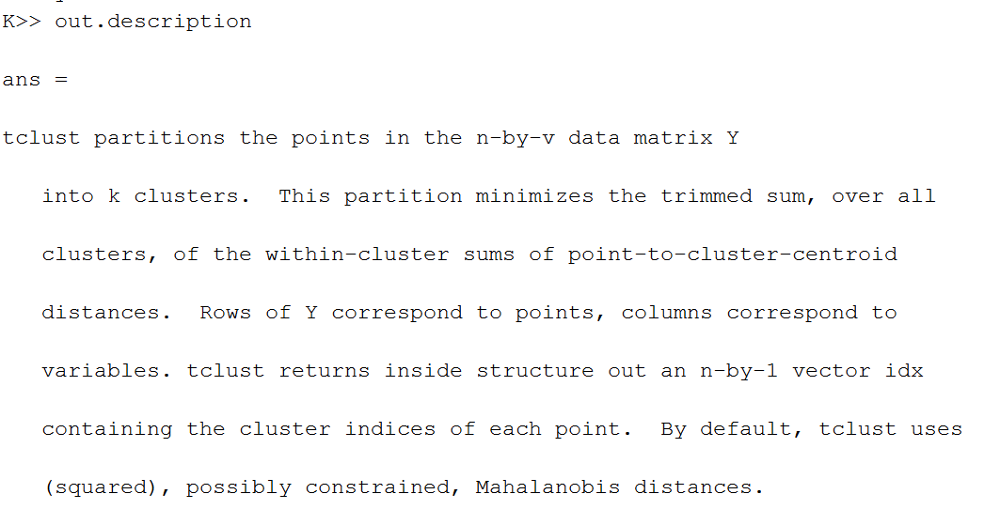 K>> out.description
ans =
tclust partitions the points in the n-by-v data matrix Y
into k clusters.  This partition minimizes the trimmed sum, over all
clusters, of the within-cluster sums of point-to-cluster-centroid
distances.  Rows of Y correspond to points, columns correspond to
variables. tclust returns inside structure out an n-by-1 vector idx
containing the cluster indices of each point.  By default, tclust uses
(squared), possibly constrained, Mahalanobis distances.